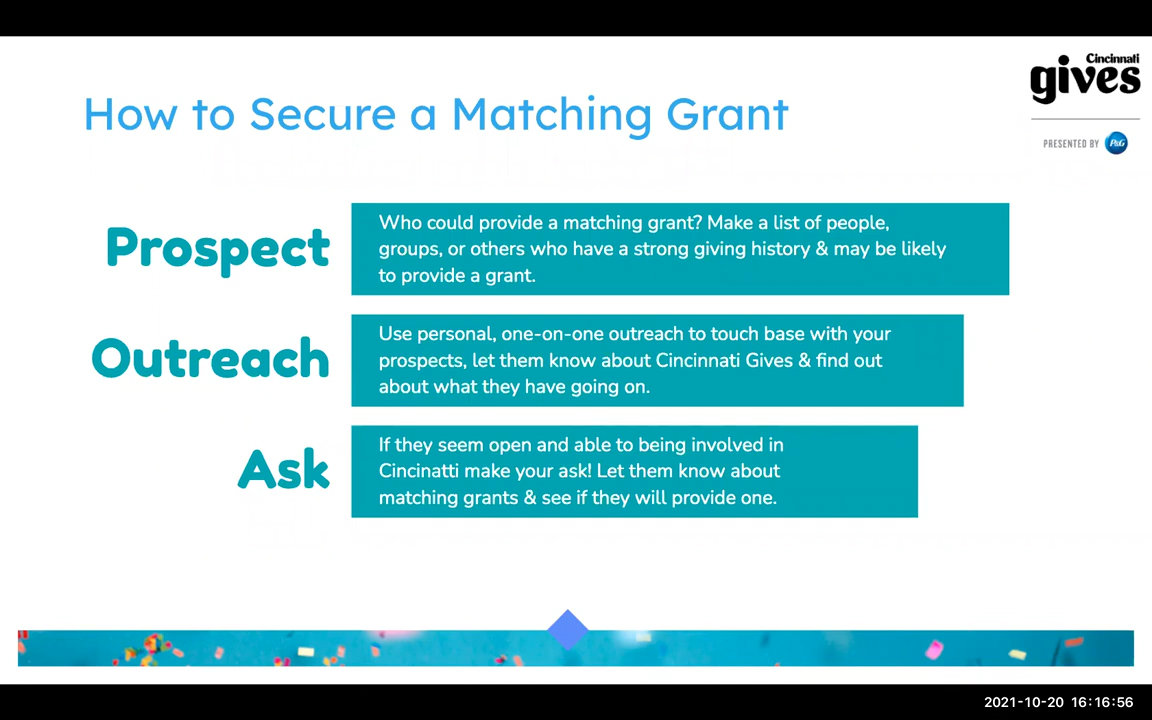 Cincinnati
gives
PRESENTED BY P&G
How to Secure a Matching Grant
Prospect
Who could provide a matching grant? Make a list of people,
groups, or others who have a strong giving history & may be likely
to provide a grant.
Outreach
Use personal, one-on-one outreach to touch base with your
prospects, let them know about Cincinnati Gives & find out
about what they have going on.
Ask
If they seem open and able to being involved in
Cincinatti make your ask! Let them know about
matching grants & see if they will provide one.
2021-10-20 16:16:56